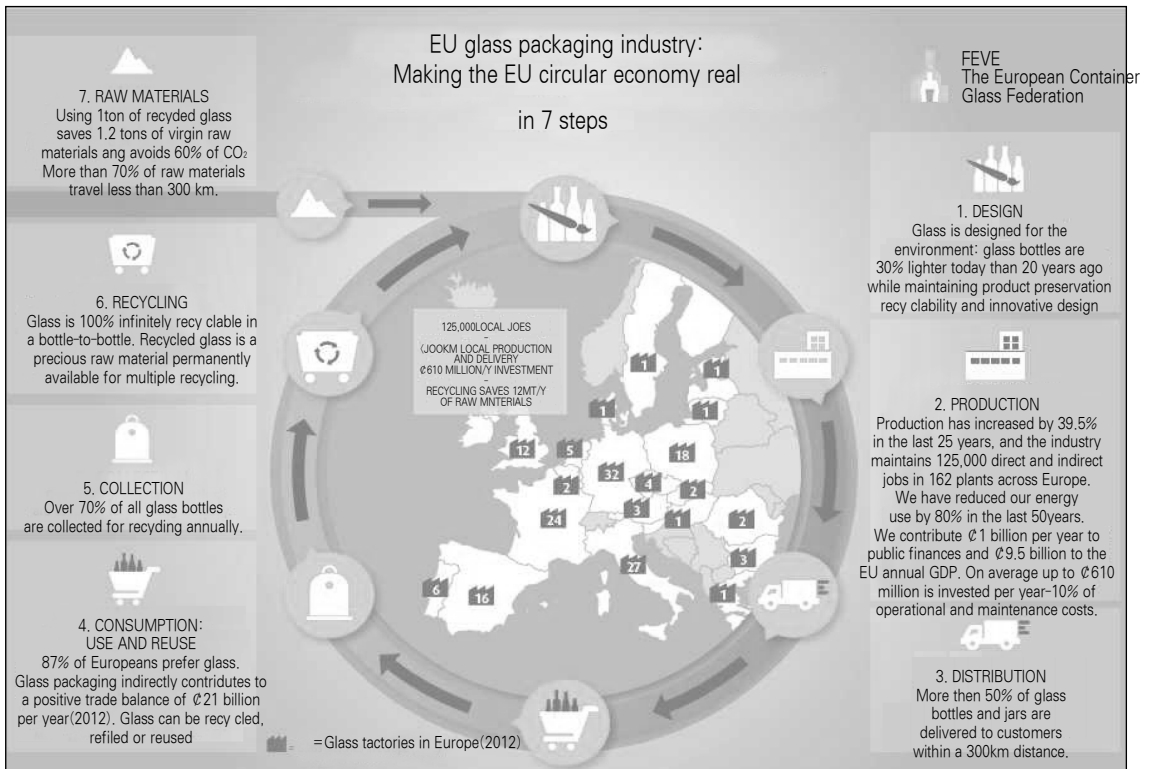 EU glass packaging industry:
Making the EU circular economy real
in 7 steps
FEVE
The European Container
Glass Federation
1. DESIGN
Glass is designed for the
environment: glass bottles are
30% lighter today than 20 years ago
while maintaining product preservation
recy clability and innovative design
2. PRODUCTION
Production has increased by 39.5%
in the last 25 years, and the industry
maintains 125,000 direct and indirect
jobs in 162 plants across Europe.
We have reduced our energy
use by 80% in the last 50years.
We contribute ₡1 billion per year to
public finances and ₡9.5 billion to the
EU annual GDP. On average up to ₡610
million is invested per year-10% of
operational and maintenance costs.
3. DISTRIBUTION
More then 50% of glass
bottles and jars are
delivered to customers
within a 300km distance.
4. CONSUMPTION:
USE AND REUSE
87% of Europeans prefer glass.
Glass packaging indirectly contridutes to
a positive trade balance of ₡21 billion
per year(2012). Glass can be recy cled,
refiled or reused
5. COLLECTION
Over 70% of all glass bottles
are collected for recyding annually.
6. RECYCLING
Glass is 100% infinitely recy clable in
a bottle-to-bottle. Recycled glass is a
precious raw material permanently
available for multiple recycling.
7. RAW MATERIALS
Using 1ton of recyded glass
saves 1.2 tons of virgin raw
materials ang avoids 60% of CO₂
More than 70% of raw materials
travel less than 300 km.
125,000LOCAL JOES
-
⟨JOOKM LOCAL PRODUCTION
AND DELIVERY
₡610 MILLION/Y INVESTMENT
-
RECYCLING SAVES 12MT/Y
OF RAW MNTERIALS
1
1
1
1
12
5
18
32
2
4
2
3
24
1
2
27
3
6
16
1
=Glass tactories in Europe(2012)